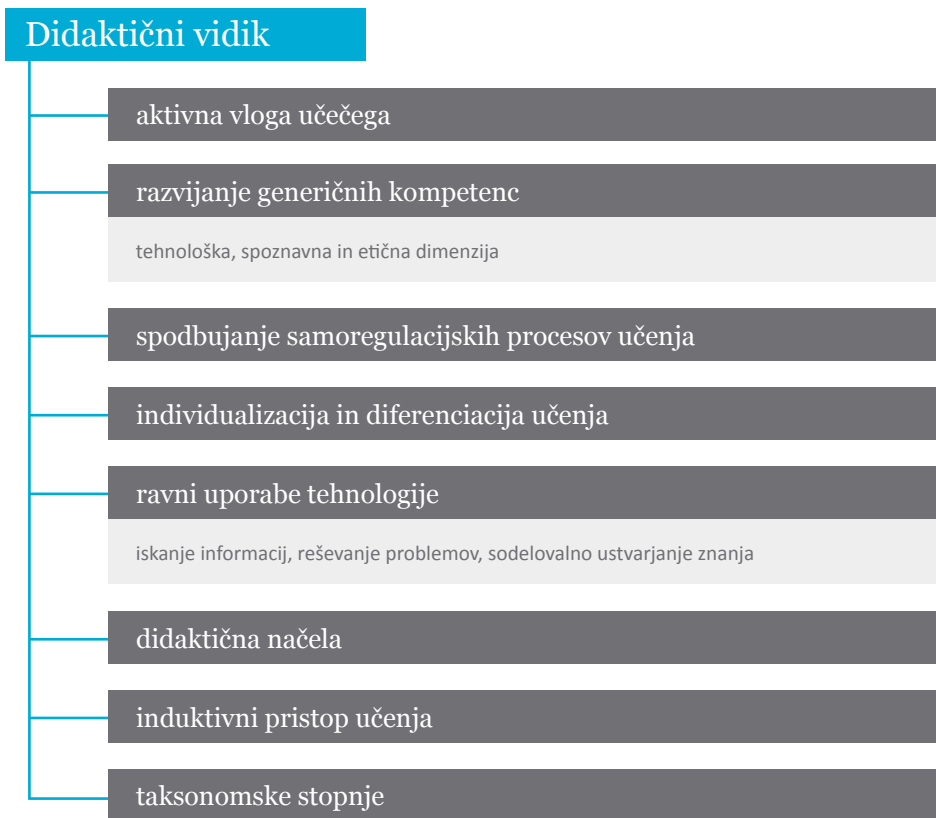 Didaktični vidik
aktivna vloga učečega
razvijanje generičnih kompetenc
tehnološka, spoznavna in etična dimenzija
spodbujanje samoregulacijskih procesov učenja
individualizacija in diferenciacija učenja
ravni uporabe tehnologije
iskanje informacij, reševanje problemov, sodelovalno ustvarjanje znanja
didaktična načela
induktivni pristop učenja
taksonomske stopnje